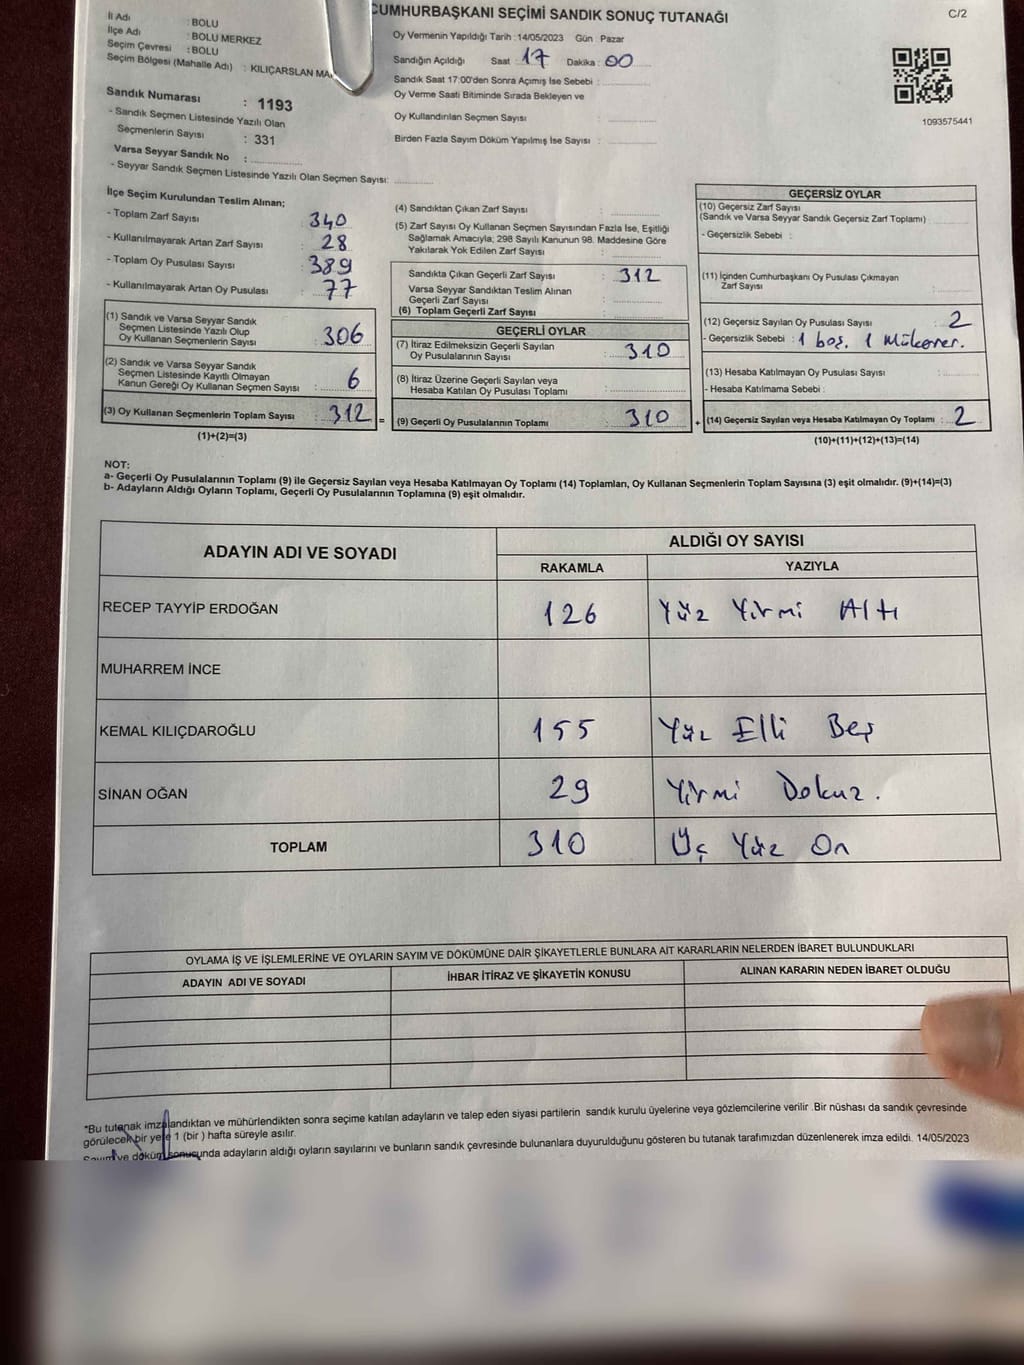 CUMHURBAŞKANI SEÇİMİ SANDIK SONUÇ TUTANAĞI
C/2
İl Adı : BOLU
İlçe Adı : BOLU MERKEZ
Seçim Çevresi : BOLU
Seçim Bölgesi (Mahalle Adı) : KILIÇARSLAN
Sandık Numarası : 1193
- Sandık Seçmen Listesinde Yazılı Olan
Seçmenlerin Sayısı : 331
Varsa Seyyar Sandık No :
- Seyyar Sandık Seçmen Listesinde Yazılı Olan Seçmen Sayısı:
Oy Vermenin Yapıldığı Tarih : 14/05/2023 Gün : Pazar
Sandığın Açıldığı Saat : 17 Dakika : 00
Sandık Saat 17:00'den Sonra Açımış İse Sebebi :
Oy Verme Saati Bitiminde Sırada Bekleyen ve
Oy Kullandırılan Seçmen Sayısı :
Birden Fazla Sayım Döküm Yapılmış İse Sayısı :
1093575441
İlçe Seçim Kurulundan Teslim Alınan;
- Toplam Zarf Sayısı : 340
- Kullanılmayarak Artan Zarf Sayısı : 28
- Toplam Oy Pusulası Sayısı : 389
- Kullanılmayarak Artan Oy Pusulası : 77
(1) Sandık ve Varsa Seyyar Sandık
Seçmen Listesinde Yazılı Olup
Oy Kullanan Seçmenlerin Sayısı : 306
(2) Sandık ve Varsa Seyyar Sandık
Seçmen Listesinde Kayıtlı Olmayan
Kanun Gereği Oy Kullanan Seçmen Sayısı : 6
(3) Oy Kullanan Seçmenlerin Toplam Sayısı : 312 =
(1)+(2)=(3)
(4) Sandıktan Çıkan Zarf Sayısı :
(5) Zarf Sayısı Oy Kullanan Seçmen Sayısından Fazla İse, Eşitliği
Sağlamak Amacıyla; 298 Sayılı Kanunun 98. Maddesine Göre
Yakılarak Yok Edilen Zarf Sayısı :
Sandıkta Çıkan Geçerli Zarf Sayısı : 312
Varsa Seyyar Sandıktan Teslim Alınan
Geçerli Zarf Sayısı :
(6) Toplam Geçerli Zarf Sayısı :
GEÇERLİ OYLAR
(7) İtiraz Edilmeksizin Geçerli Sayılan
Oy Pusulalarının Sayısı : 310
(8) İtiraz Üzerine Geçerli Sayılan veya
Hesaba Katılan Oy Pusulası Toplamı :
(9) Geçerli Oy Pusulalarının Toplamı : 310 +
GEÇERSİZ OYLAR
(10) Geçersiz Zarf Sayısı
(Sandık ve Varsa Seyyar Sandık Geçersiz Zarf Toplamı) :
- Geçersizlik Sebebi :
(11) İçinden Cumhurbaşkanı Oy Pusulası Çıkmayan
Zarf Sayısı :
(12) Geçersiz Sayılan Oy Pusulası Sayısı : 2
- Geçersizlik Sebebi : 1 boş. 1 Mükerrer.
(13) Hesaba Katılmayan Oy Pusulası Sayısı :
- Hesaba Katılmama Sebebi :
(14) Geçersiz Sayılan veya Hesaba Katılmayan Oy Toplamı : 2
(10)+(11)+(12)+(13)=(14)
NOT:
a- Geçerli Oy Pusulalarının Toplamı (9) ile Geçersiz Sayılan veya Hesaba Katılmayan Oy Toplamı (14) Toplamları, Oy Kullanan Seçmenlerin Toplam Sayısına (3) eşit olmalıdır. (9)+(14)=(3)
b- Adayların Aldığı Oyların Toplamı, Geçerli Oy Pusulalarının Toplamına (9) eşit olmalıdır.
ADAYIN ADI VE SOYADI
ALDIĞI OY SAYISI
RAKAMLA YAZIYLA
RECEP TAYYİP ERDOĞAN 126 Yüz Yirmi Altı
MUHARREM İNCE
KEMAL KILIÇDAROĞLU 155 Yüz Elli Beş
SİNAN OĞAN 29 Yirmi Dokuz.
TOPLAM 310 Üç Yüz On
OYLAMA İŞ VE İŞLEMLERİNE VE OYLARIN SAYIM VE DÖKÜMÜNE DAİR ŞİKAYETLERLE BUNLARA AİT KARARLARIN NELERDEN İBARET BULUNDUKLARI
ADAYIN ADI VE SOYADI İHBAR İTİRAZ VE ŞİKAYETİN KONUSU ALINAN KARARIN NEDEN İBARET OLDUĞU
*Bu tutanak imzalandıktan ve mühürlendikten sonra seçime katılan adayların ve talep eden siyasi partilerin sandık kurulu üyelerine veya gözlemcilerine verilir .Bir nüshası da sandık çevresinde
görülecek bir yere 1 (bir ) hafta süreyle asılır.
Sayım ve döküm sonucunda adayların aldığı oyların sayılarını ve bunların sandık çevresinde bulunanlara duyurulduğunu gösteren bu tutanak tarafımızdan düzenlenerek imza edildi. 14/05/2023